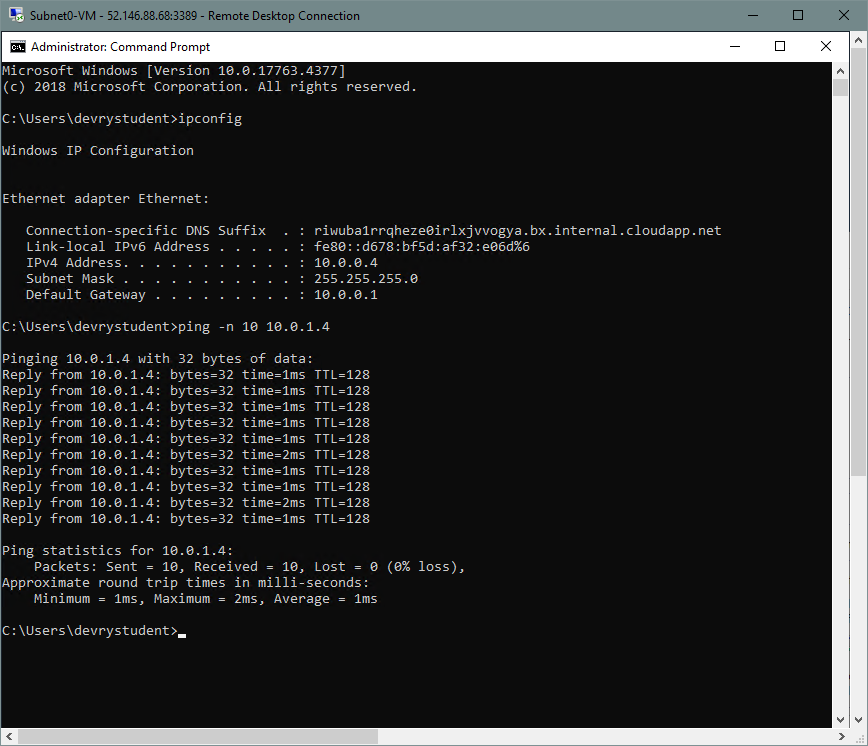 Subnet0-VM - 52.146.88.68:3389 - Remote Desktop Connection
Administrator: Command Prompt
Microsoft Windows [Version 10.0.17763.4377]
(c) 2018 Microsoft Corporation. All rights reserved.
C:\Users\devrystudent>ipconfig
Windows IP Configuration
Ethernet adapter Ethernet:
Connection-specific DNS Suffix  . : riwuba1rrqheze0irlxjvvogya.bx.internal.cloudapp.net
Link-local IPv6 Address . . . . . : fe80::d678:bf5d:af32:e06d%6
IPv4 Address. . . . . . . . . . . : 10.0.0.4
Subnet Mask . . . . . . . . . . . : 255.255.255.0
Default Gateway . . . . . . . . . : 10.0.0.1
C:\Users\devrystudent>ping -n 10 10.0.1.4
Pinging 10.0.1.4 with 32 bytes of data:
Reply from 10.0.1.4: bytes=32 time=1ms TTL=128
Reply from 10.0.1.4: bytes=32 time=1ms TTL=128
Reply from 10.0.1.4: bytes=32 time=1ms TTL=128
Reply from 10.0.1.4: bytes=32 time=1ms TTL=128
Reply from 10.0.1.4: bytes=32 time=1ms TTL=128
Reply from 10.0.1.4: bytes=32 time=2ms TTL=128
Reply from 10.0.1.4: bytes=32 time=1ms TTL=128
Reply from 10.0.1.4: bytes=32 time=1ms TTL=128
Reply from 10.0.1.4: bytes=32 time=2ms TTL=128
Reply from 10.0.1.4: bytes=32 time=1ms TTL=128
Ping statistics for 10.0.1.4:
Packets: Sent = 10, Received = 10, Lost = 0 (0% loss),
Approximate round trip times in milli-seconds:
Minimum = 1ms, Maximum = 2ms, Average = 1ms
C:\Users\devrystudent>